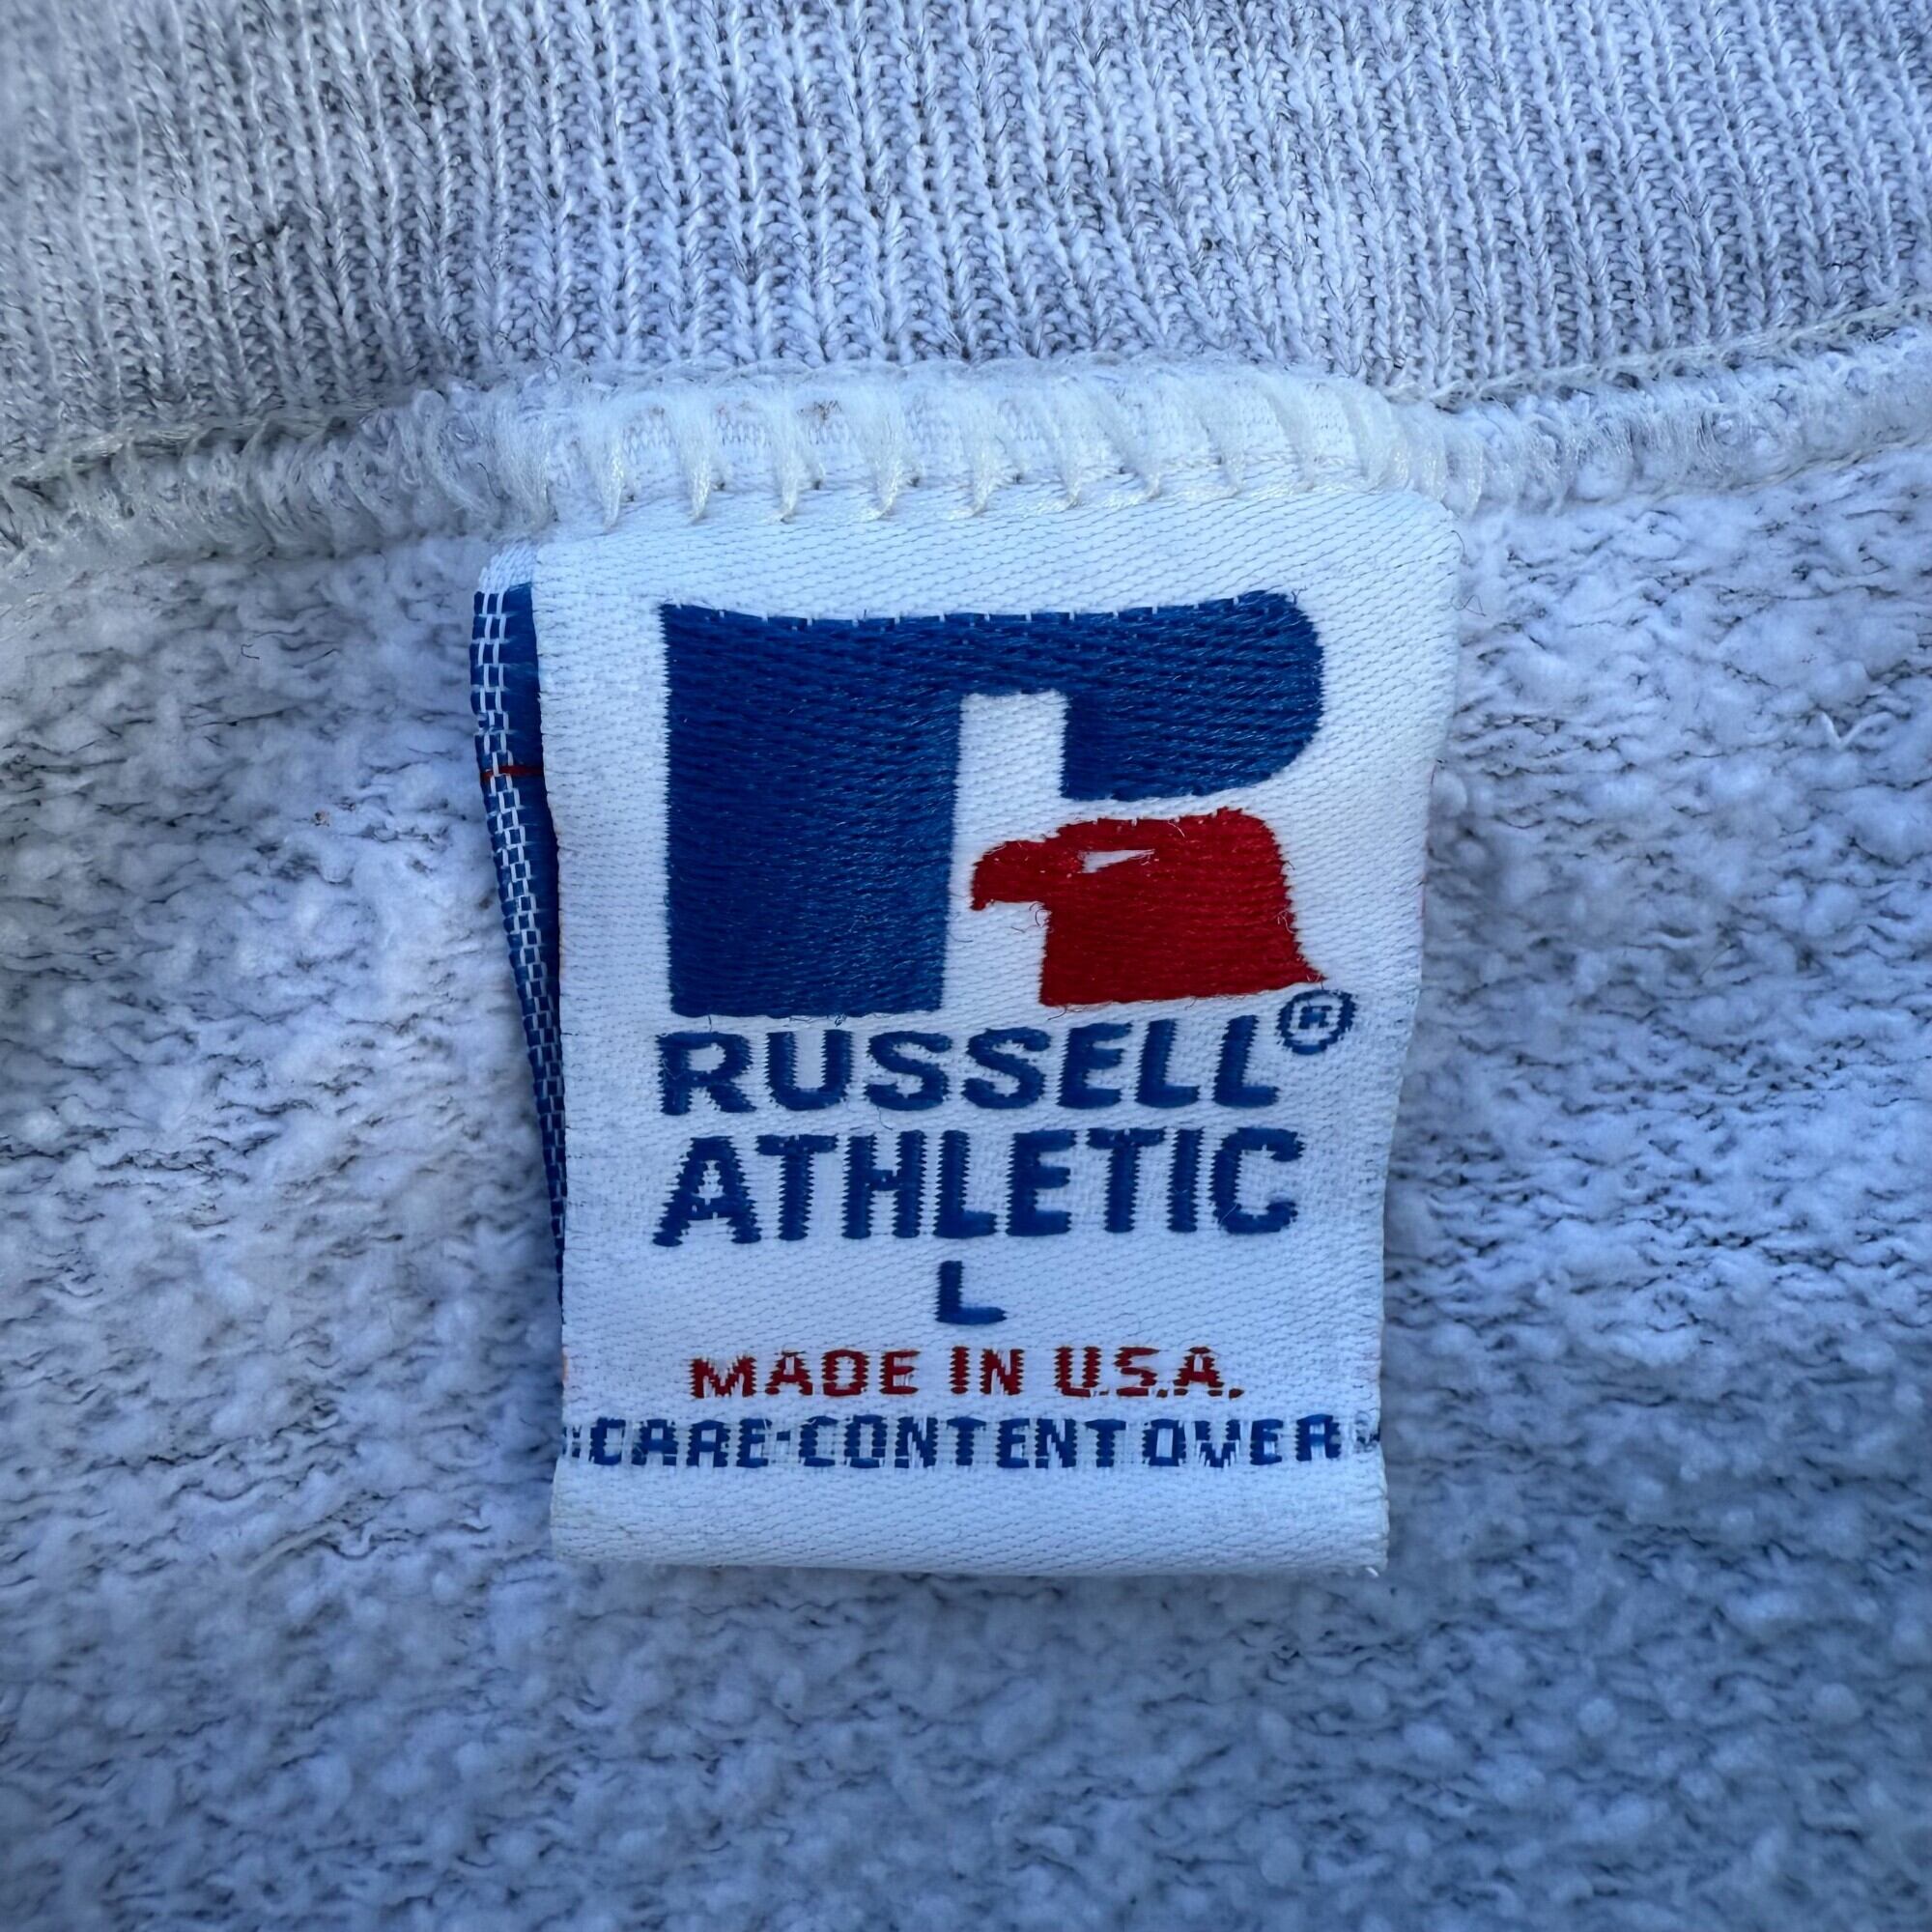 RUSSELL®
ATHLETIC
L
MADE IN U.S.A.
CARE·CONTENT OVER